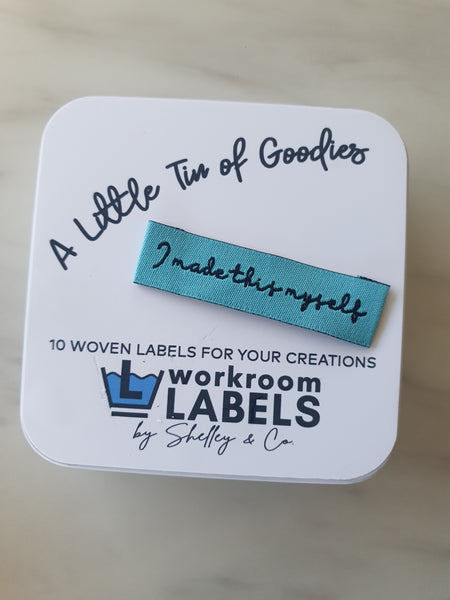 A Little Tin of Goodies
I made this myself
10 WOVEN LABELS FOR YOUR CREATIONS
L workroom
LABELS
by Shelley & Co.